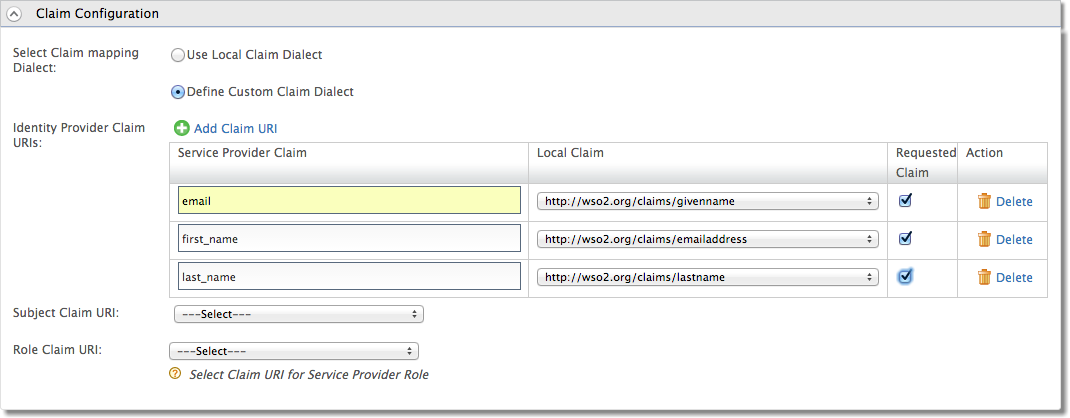 Claim Configuration
Select Claim mapping
Dialect:
Use Local Claim Dialect
Define Custom Claim Dialect
Identity Provider Claim
URIs:
Add Claim URI
Service Provider Claim
Local Claim
Requested
Claim
Action
email
http://wso2.org/claims/givenname
Delete
first_name
http://wso2.org/claims/emailaddress
Delete
last_name
http://wso2.org/claims/lastname
Delete
Subject Claim URI:
---Select---
Role Claim URI:
---Select---
? Select Claim URI for Service Provider Role